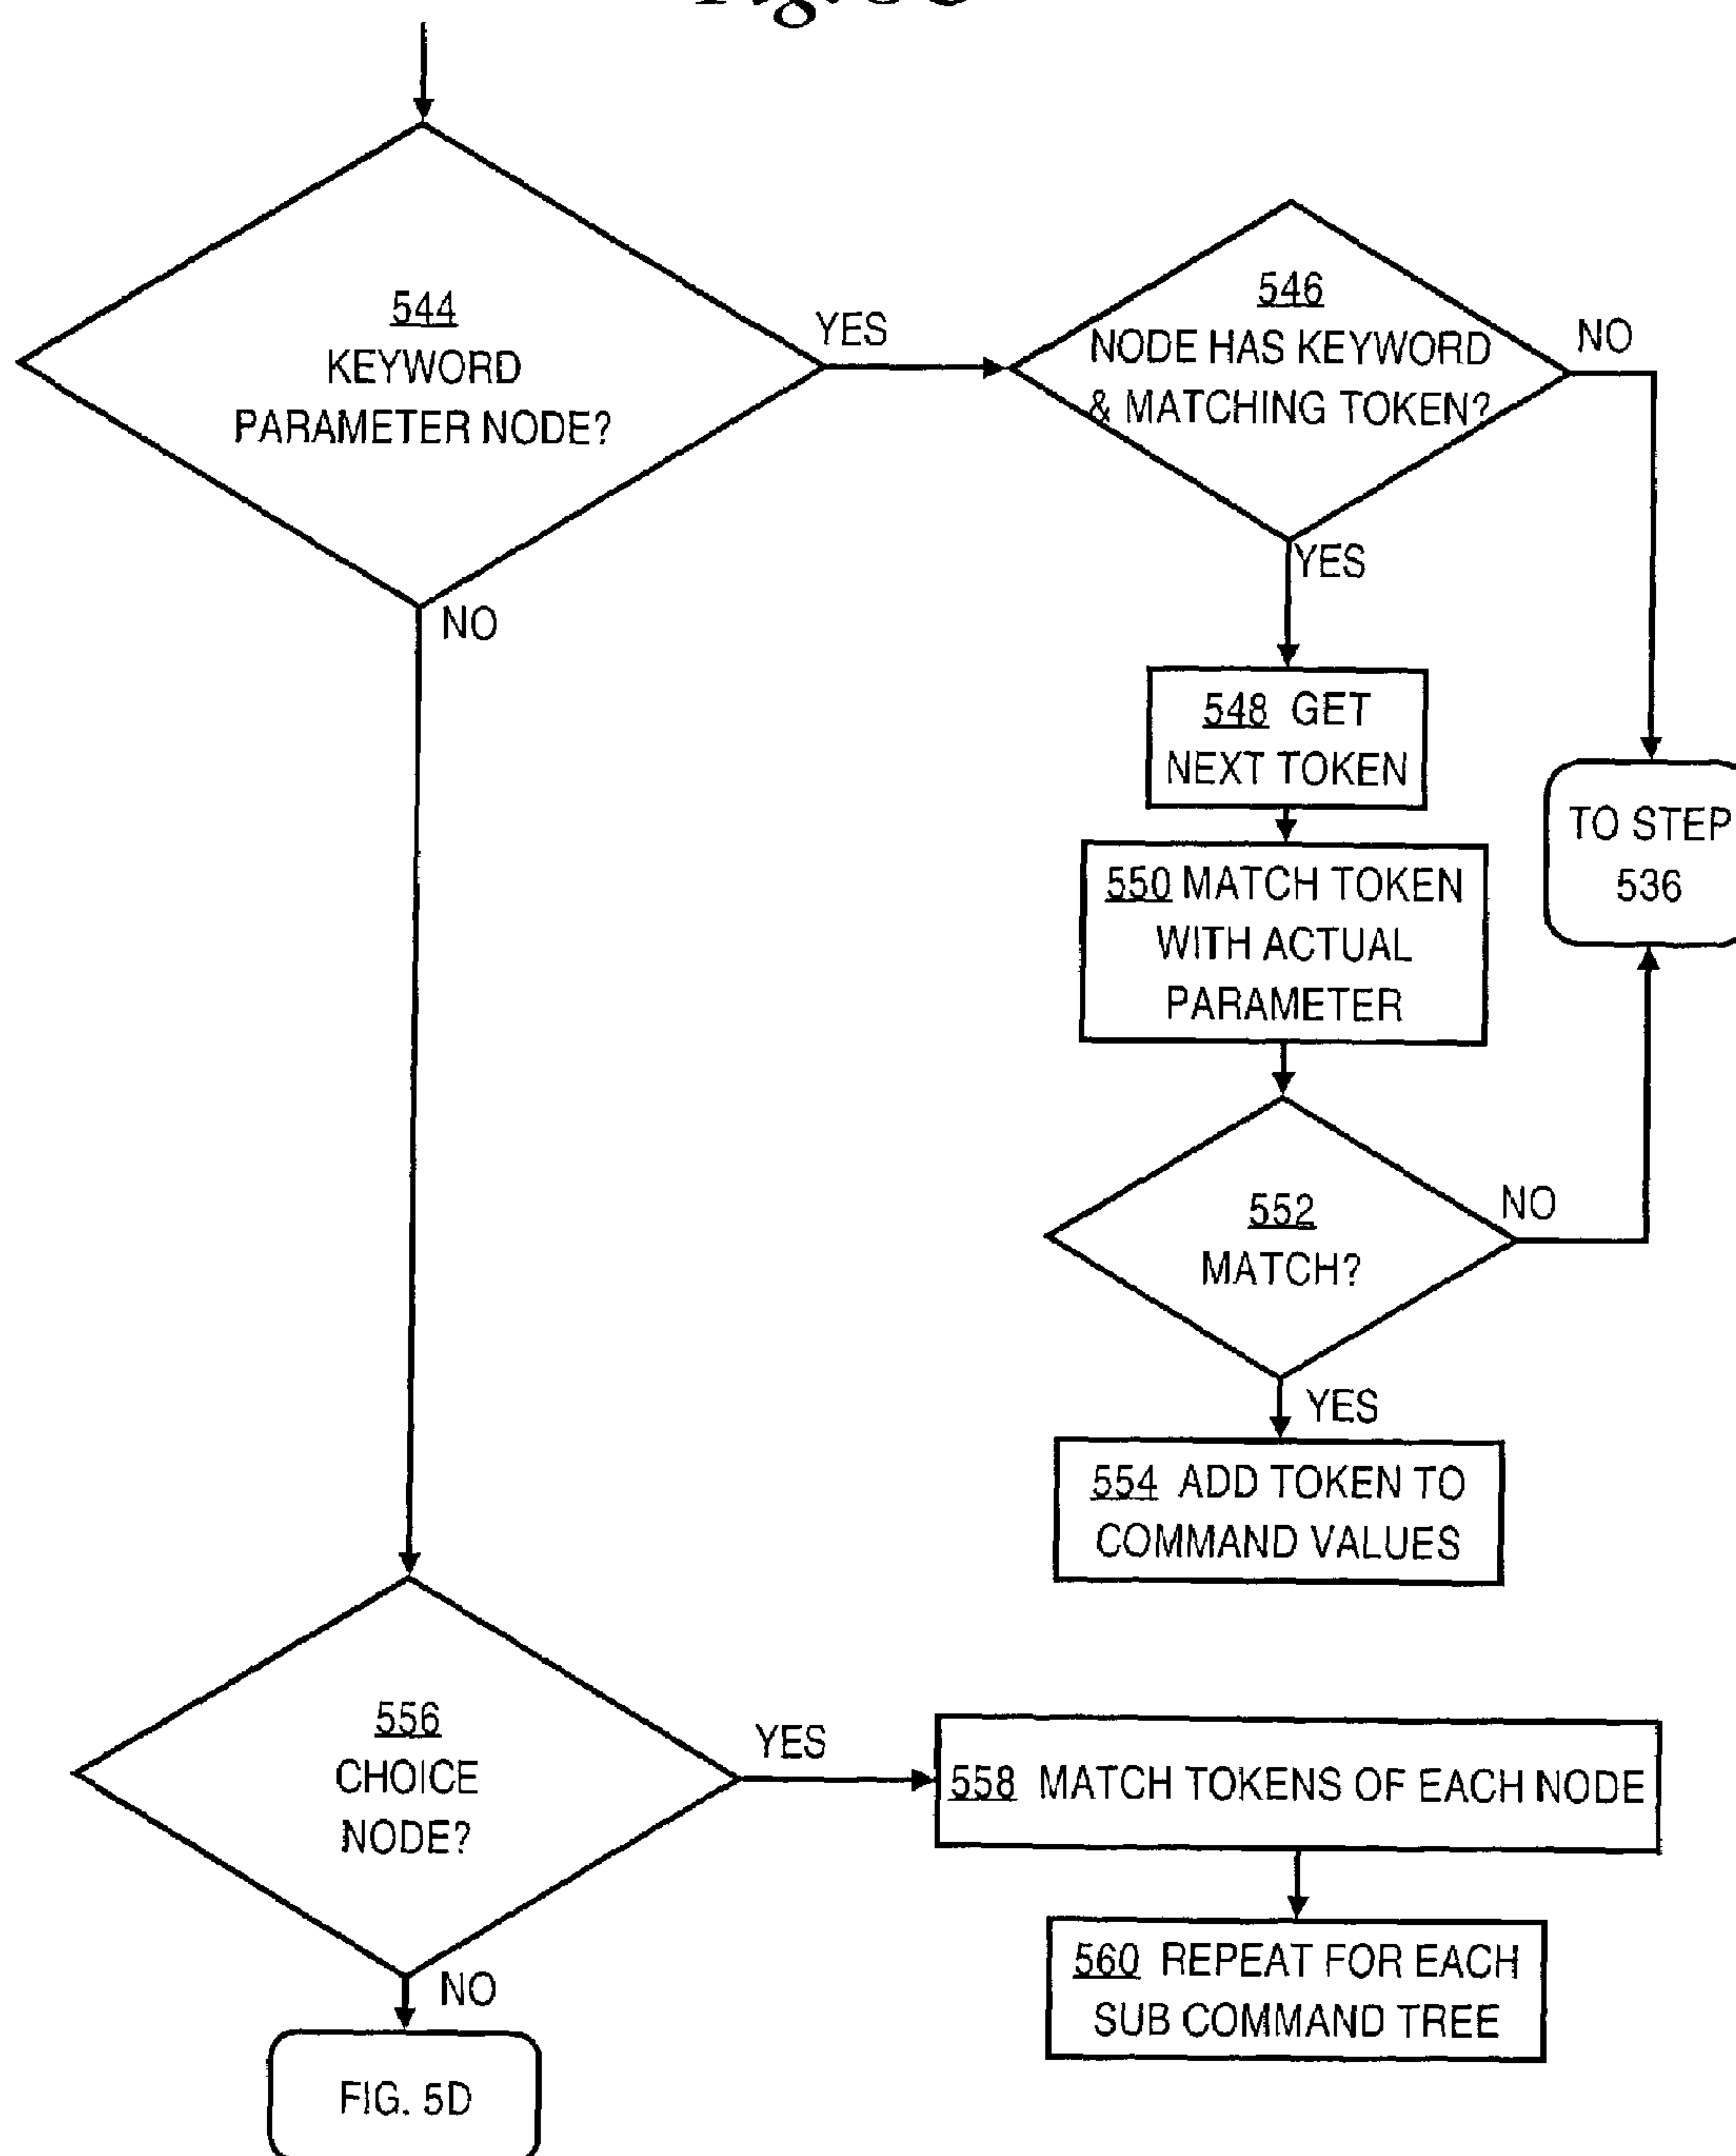 544
KEYWORD
PARAMETER NODE?
YES
NO
546
NODE HAS KEYWORD
& MATCHING TOKEN?
NO
YES
548 GET
NEXT TOKEN
550 MATCH TOKEN
WITH ACTUAL
PARAMETER
TO STEP
536
552
MATCH?
NO
YES
554 ADD TOKEN TO
COMMAND VALUES
556
CHOICE
NODE?
YES
558 MATCH TOKENS OF EACH NODE
560 REPEAT FOR EACH
SUB COMMAND TREE
NO
FIG. 5D